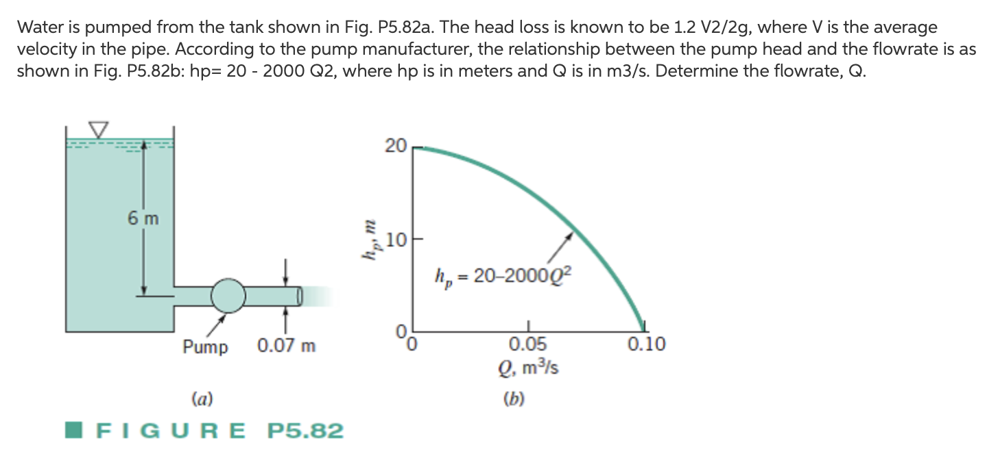 Water is pumped from the tank shown in Fig. P5.82a. The head loss is known to be 1.2 V2/2g, where V is the average
velocity in the pipe. According to the pump manufacturer, the relationship between the pump head and the flowrate is as
shown in Fig. P5.82b: hp= 20 - 2000 Q2, where hp is in meters and Q is in m3/s. Determine the flowrate, Q.
6 m
Pump
0.07 m
(a)
20
10
0
hp, m
hp = 20–2000Q²
0
0.05
0.10
Q, m³/s
(b)
FIGURE P5.82